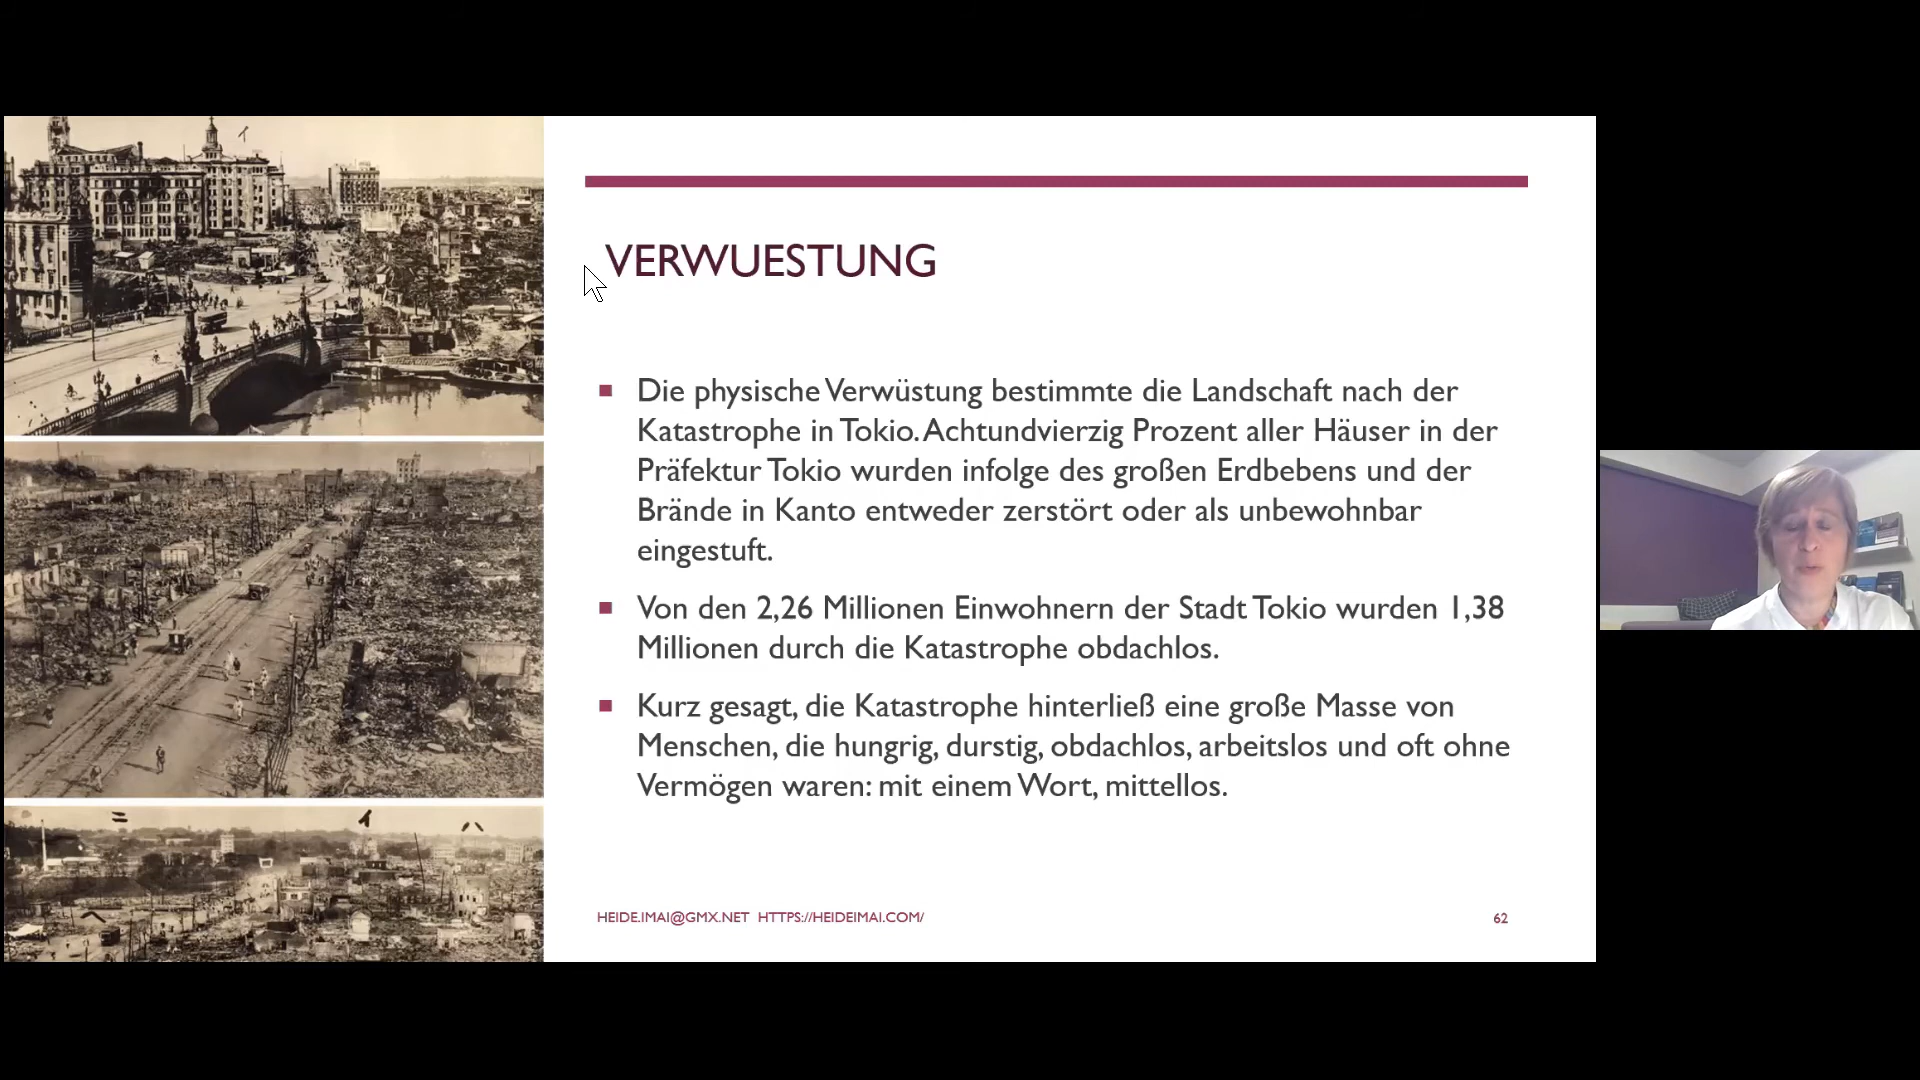 VERWUESTUNG
Die physische Verwüstung bestimmte die Landschaft nach der
Katastrophe in Tokio. Achtundvierzig Prozent aller Häuser in der
Präfektur Tokio wurden infolge des großen Erdbebens und der
Brände in Kanto entweder zerstört oder als unbewohnbar
eingestuft.
Von den 2,26 Millionen Einwohnern der Stadt Tokio wurden 1,38
Millionen durch die Katastrophe obdachlos.
Kurz gesagt, die Katastrophe hinterließ eine große Masse von
Menschen, die hungrig, durstig, obdachlos, arbeitslos und oft ohne
Vermögen waren: mit einem Wort, mittellos.
HEIDE.IMAI@GMX.NET HTTPS://HEIDEIMAI.COM/
62